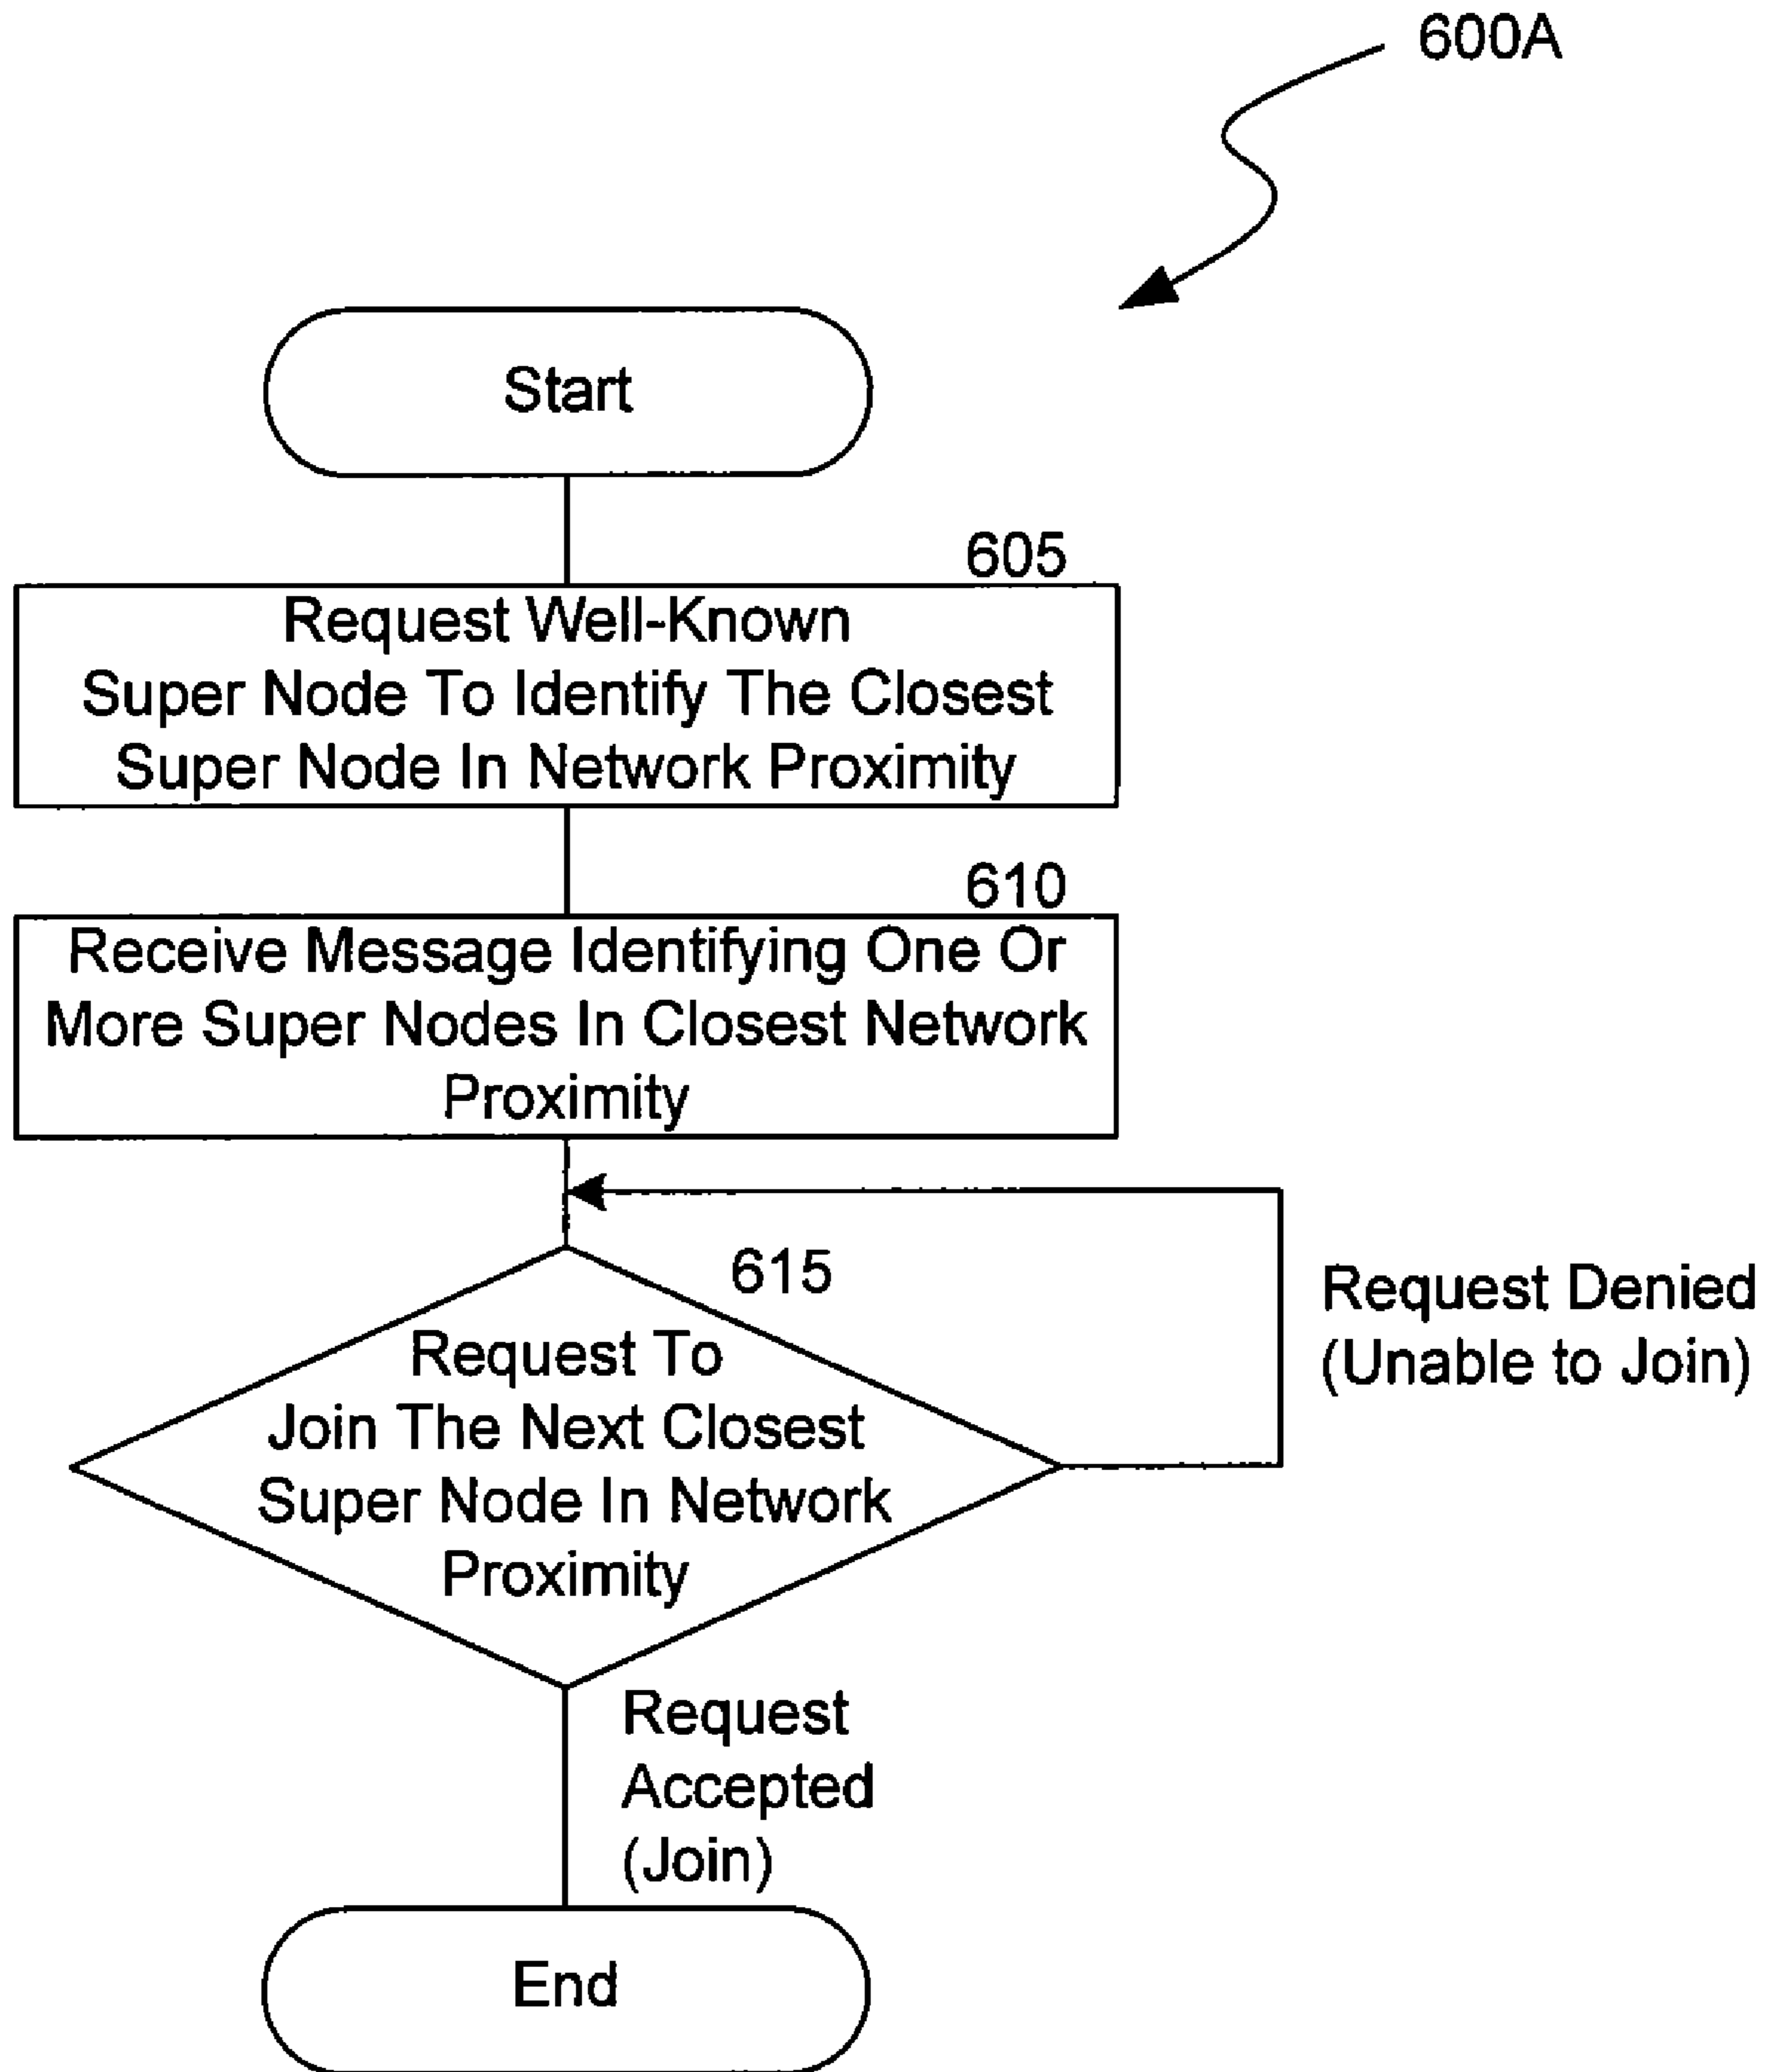 600A
Start
605
Request Well-Known
Super Node To Identify The Closest
Super Node In Network Proximity
610
Receive Message Identifying One Or
More Super Nodes In Closest Network
Proximity
615
Request To
Join The Next Closest
Super Node In Network
Proximity
Request Denied
(Unable to Join)
Request
Accepted
(Join)
End